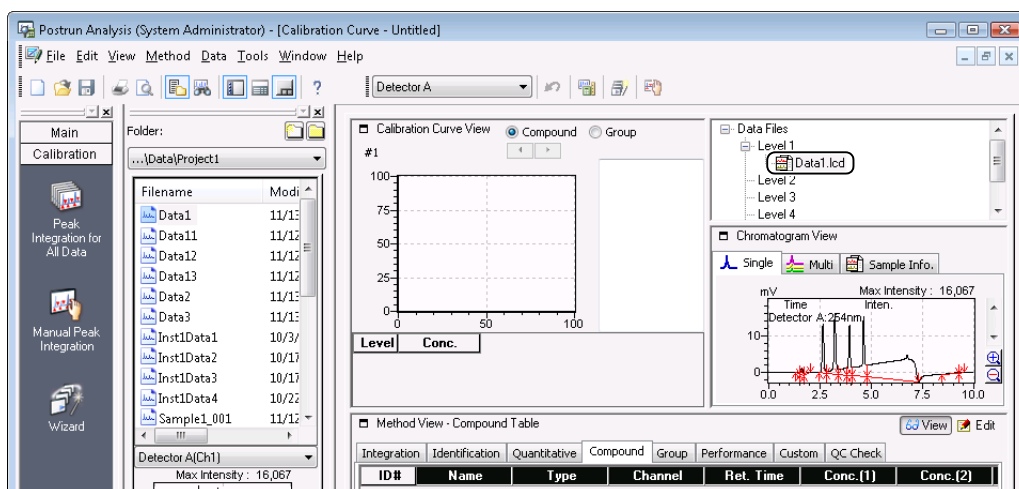 Postrun Analysis (System Administrator) - [Calibration Curve - Untitled]
File Edit View Method Data Tools Window Help
Detector A
Main
Calibration
Peak
Integration for
All Data
Manual Peak
Integration
Wizard
Folder:
...\Data\Project1
Filename Modi
Data1 11/13
Data11 11/12
Data12 11/12
Data13 11/12
Data2 11/13
Data3 11/13
Inst1Data1 10/3/
Inst1Data2 10/17
Inst1Data3 10/17
Inst1Data4 10/22
Sample1_001 11/12
Detector A(Ch1)
Max Intensity : 16,067
Calibration Curve View Compound Group
#1
100
75
50
25
0
0 50 100
Level Conc.
Data Files
Level 1
Data1.lcd
Level 2
Level 3
Level 4
Chromatogram View
Single Multi Sample Info.
mV Max Intensity : 16,067
Time Inten.
Detector A:254nm
10
0
0.0 2.5 5.0 7.5 10.0
Method View - Compound Table View Edit
Integration Identification Quantitative Compound Group Performance Custom QC Check
ID# Name Type Channel Ret. Time Conc.(1) Conc.(2)